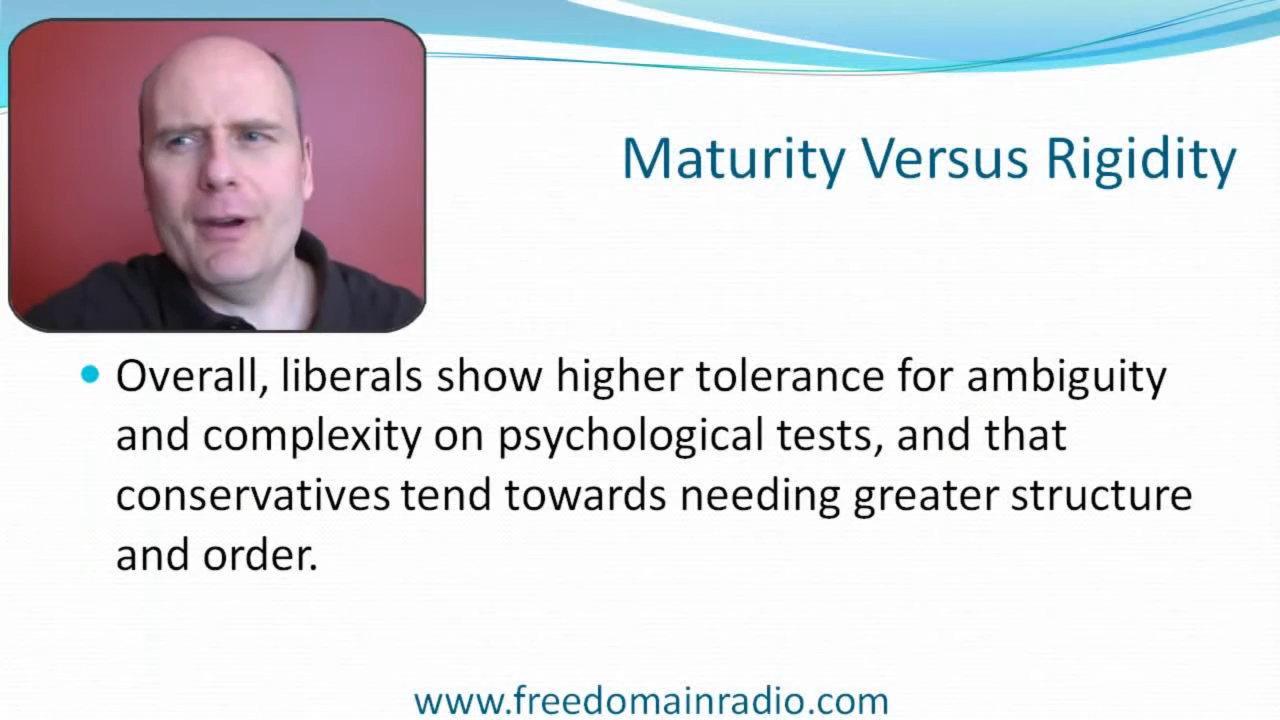 Maturity Versus Rigidity
Overall, liberals show higher tolerance for ambiguity
and complexity on psychological tests, and that
conservatives tend towards needing greater structure
and order.
www.freedomainradio.com